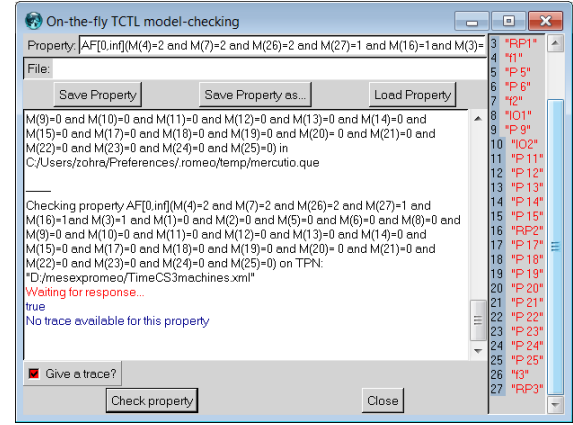 On-the-fly TCTL model-checking
Property: AF[0,inf](M(4)=2 and M(7)=2 and M(26)=2 and M(27)=1 and M(16)=1and M(3)=
File:
Save Property Save Property as... Load Property
M(9)=0 and M(10)=0 and M(11)=0 and M(12)=0 and M(13)=0 and M(14)=0 and
M(15)=0 and M(17)=0 and M(18)=0 and M(19)=0 and M(20)= 0 and M(21)=0 and
M(22)=0 and M(23)=0 and M(24)=0 and M(25)=0) in
C:/Users/zohra/Preferences/.romeo/temp/mercutio.que
____
Checking property AF[0,inf](M(4)=2 and M(7)=2 and M(26)=2 and M(27)=1 and
M(16)=1and M(3)=1 and M(1)=0 and M(2)=0 and M(5)=0 and M(6)=0 and M(8)=0 and
M(9)=0 and M(10)=0 and M(11)=0 and M(12)=0 and M(13)=0 and M(14)=0 and
M(15)=0 and M(17)=0 and M(18)=0 and M(19)=0 and M(20)= 0 and M(21)=0 and
M(22)=0 and M(23)=0 and M(24)=0 and M(25)=0) on TPN:
"D:/mesexpromeo/TimeCS3machines.xml"
Waiting for response...
true
No trace available for this property
Give a trace?
Check property Close
3 "RP1"
4 "f1"
5 "P 5"
6 "P 6"
7 "f2"
8 "IO1"
9 "P 9"
10 "IO2"
11 "P 11"
12 "P 12"
13 "P 13"
14 "P 14"
15 "P 15"
16 "RP2"
17 "P 17"
18 "P 18"
19 "P 19"
20 "P 20"
21 "P 21"
22 "P 22"
23 "P 23"
24 "P 24"
25 "P 25"
26 "f3"
27 "RP3"